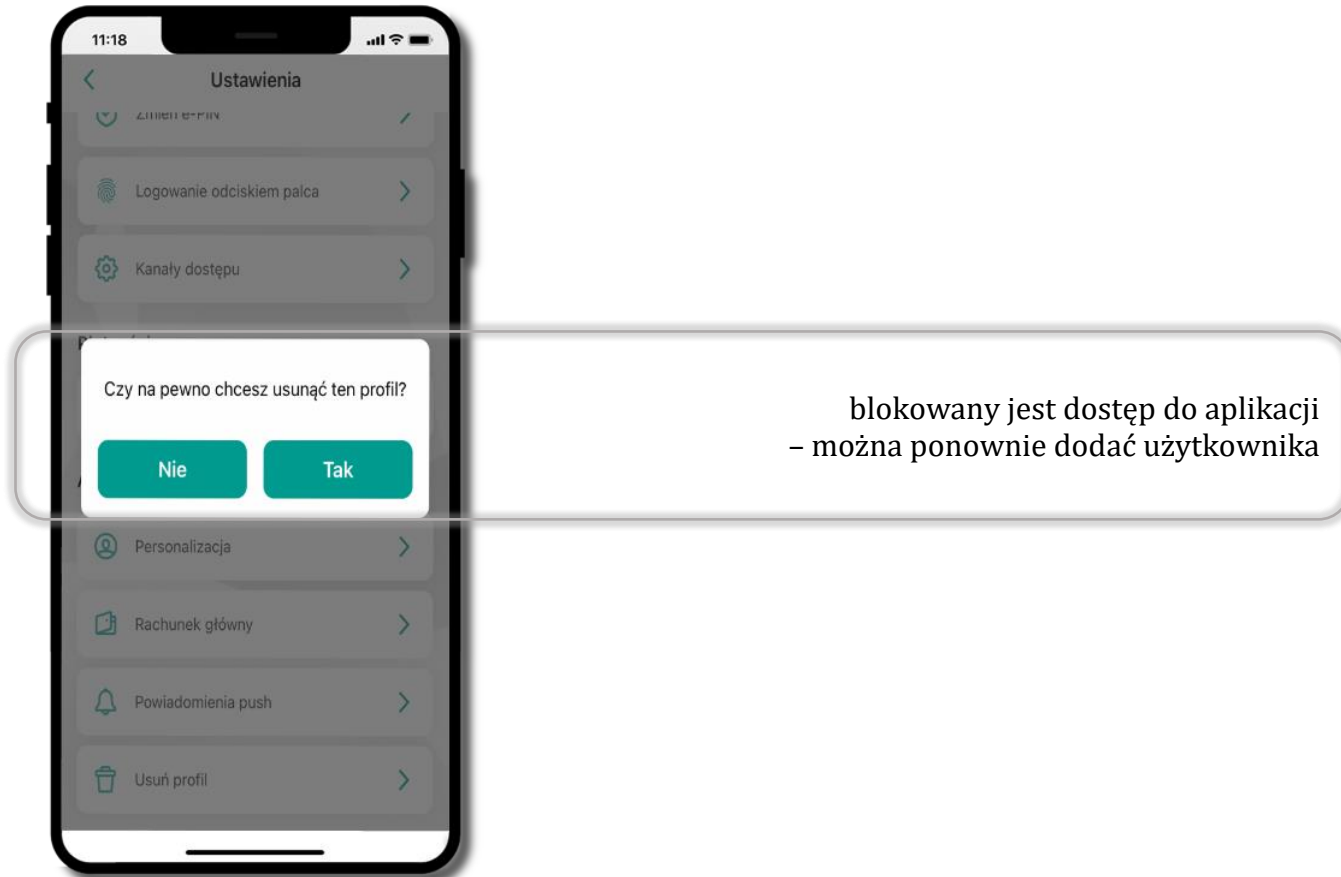 11:18
Ustawienia
Zmień e-PIN
Logowanie odciskiem palca
Kanały dostępu
Czy na pewno chcesz usunąć ten profil?
Nie
Tak
blokowany jest dostęp do aplikacji
– można ponownie dodać użytkownika
Personalizacja
Rachunek główny
Powiadomienia push
Usuń profil